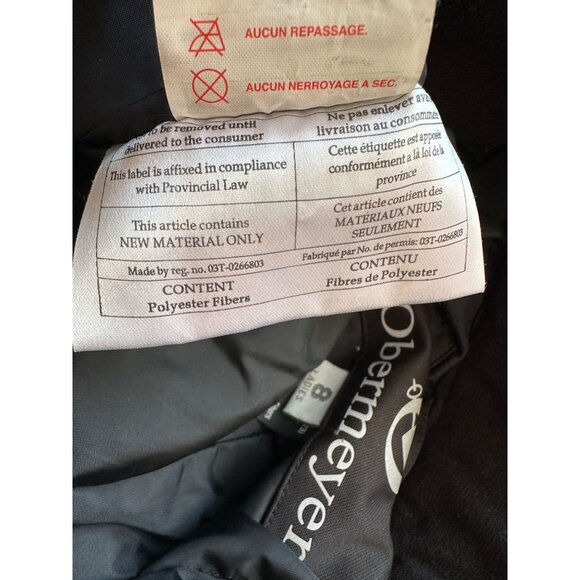 AUCUN REPASSAGE.
AUCUN NERROYAGE A SEC.
to be removed until
delivered to the consumer
Ne pas enlever
livraison au consommateur
This label is affixed in compliance
with Provincial Law
Cette étiquette est apposée
conformément a là loi de la
province
This article contains
NEW MATERIAL ONLY
Cet article contient des
MATERIAUX NEUFS
SEULEMENT
Made by reg. no. 03T-0266803
Fabriqué par No. de permis: 03T-0266803
CONTENT
Polyester Fibers
CONTENU
Fibres de Polyester
8
LADIES
Obermeyer